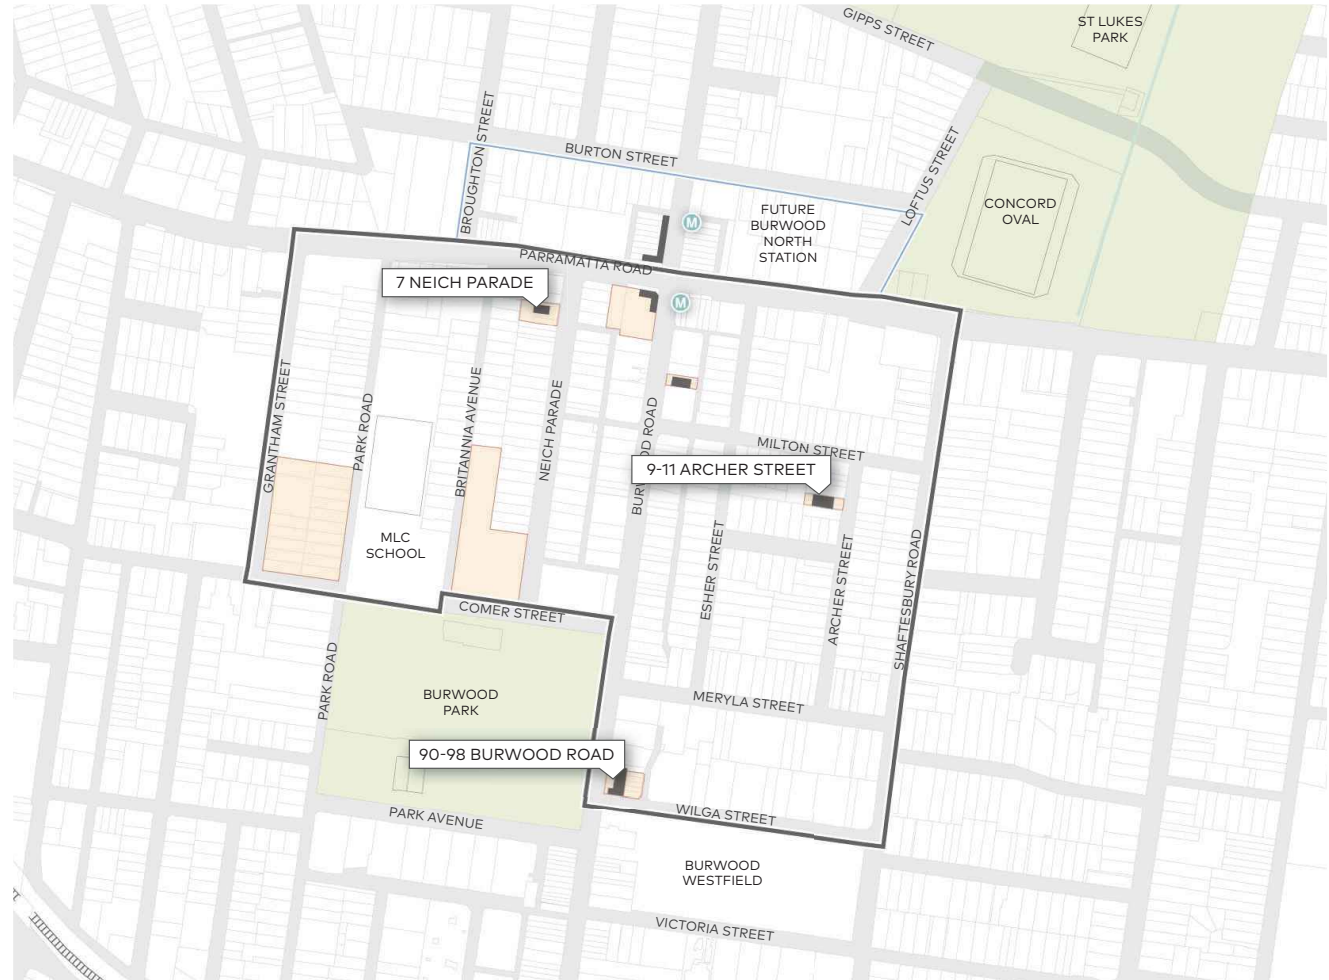 GIPPS STREET
ST LUKES
PARK
BROUGHTON STREET
BURTON STREET
LOFTUS STREET
CONCORD
OVAL
M
FUTURE
BURWOOD
NORTH
STATION
PARRAMATTA ROAD
7 NEICH PARADE
M
GRANTHAM STREET
PARK ROAD
BRITANNIA AVENUE
NEICH PARADE
BURWOOD ROAD
MILTON STREET
9-11 ARCHER STREET
MLC
SCHOOL
ESHER STREET
ARCHER STREET
SHAFTESBURY ROAD
COMER STREET
PARK ROAD
BURWOOD
PARK
MERYLA STREET
90-98 BURWOOD ROAD
PARK AVENUE
WILGA STREET
BURWOOD
WESTFIELD
VICTORIA STREET